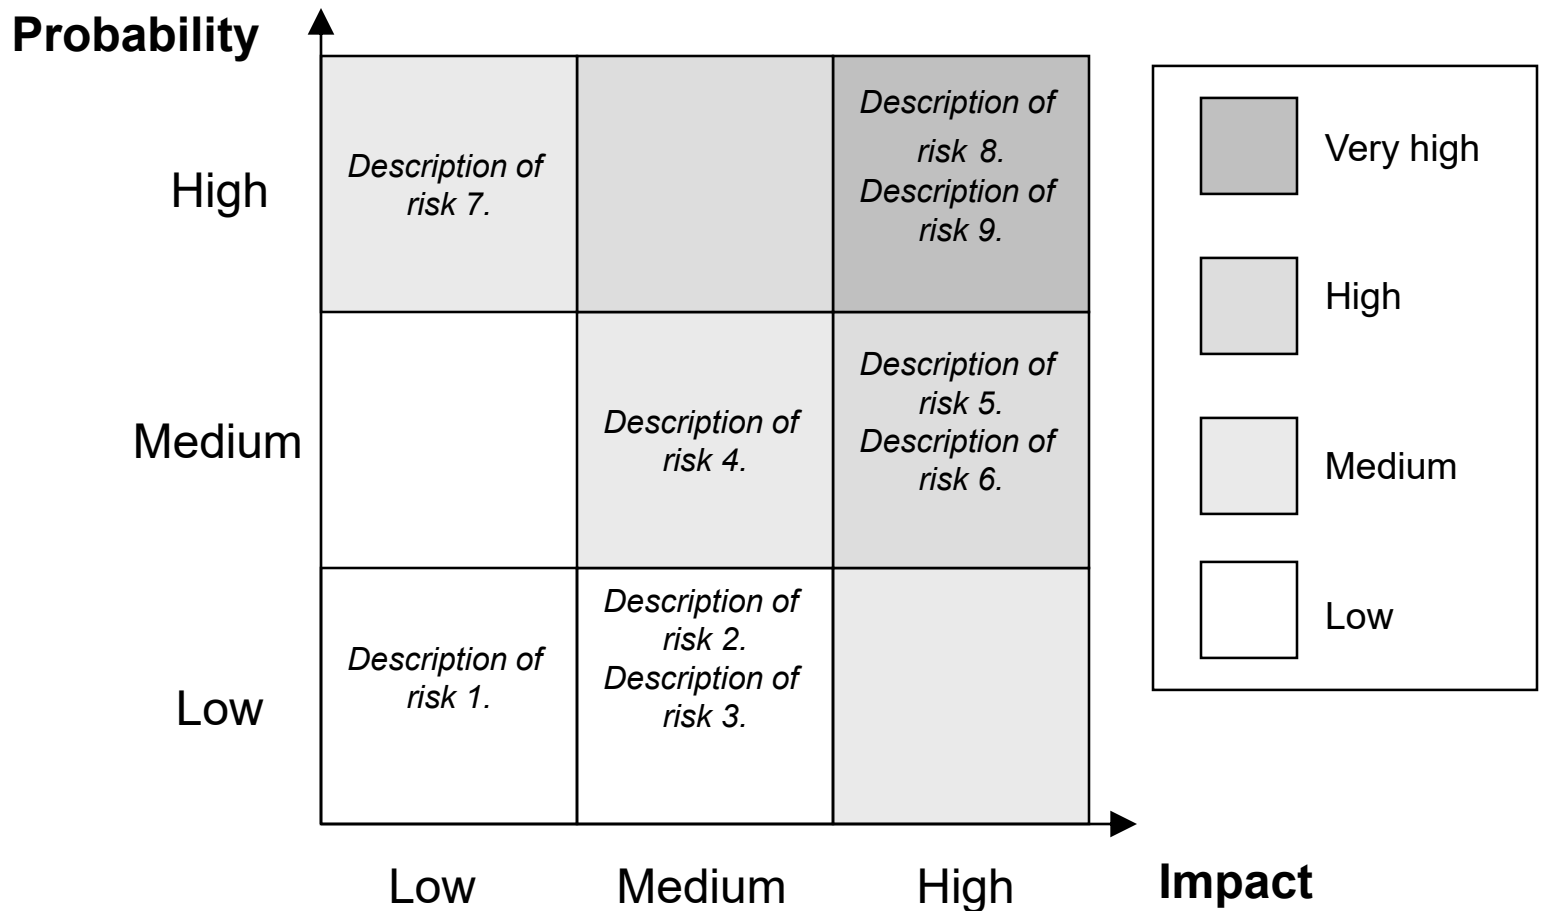 Probability
High
Description of
risk 7.
Description of
risk 8.
Description of
risk 9.
Very high
High
Medium
Low
Medium
Description of
risk 4.
Description of
risk 5.
Description of
risk 6.
Low
Description of
risk 1.
Description of
risk 2.
Description of
risk 3.
Low
Medium
High
Impact